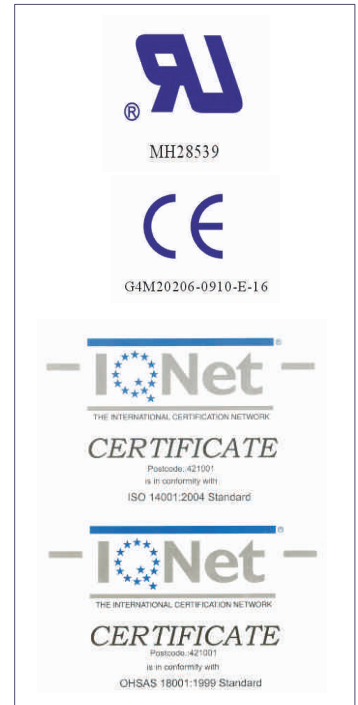 ®
MH28539
CE
G4M20206-0910-E-16
IQNet ®
THE INTERNATIONAL CERTIFICATION NETWORK
CERTIFICATE
Postcode.:421001
is in conformity with
ISO 14001:2004 Standard
IQNet ®
THE INTERNATIONAL CERTIFICATION NETWORK
CERTIFICATE
Postcode.:421001
is in conformity with
OHSAS 18001:1999 Standard